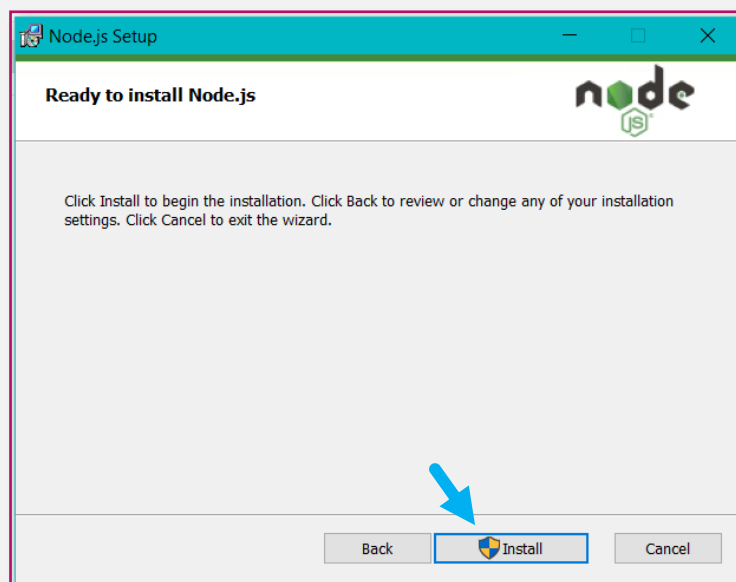 Node.js Setup
Ready to install Node.js
node
JS
Click Install to begin the installation. Click Back to review or change any of your installation
settings. Click Cancel to exit the wizard.
Back
Install
Cancel